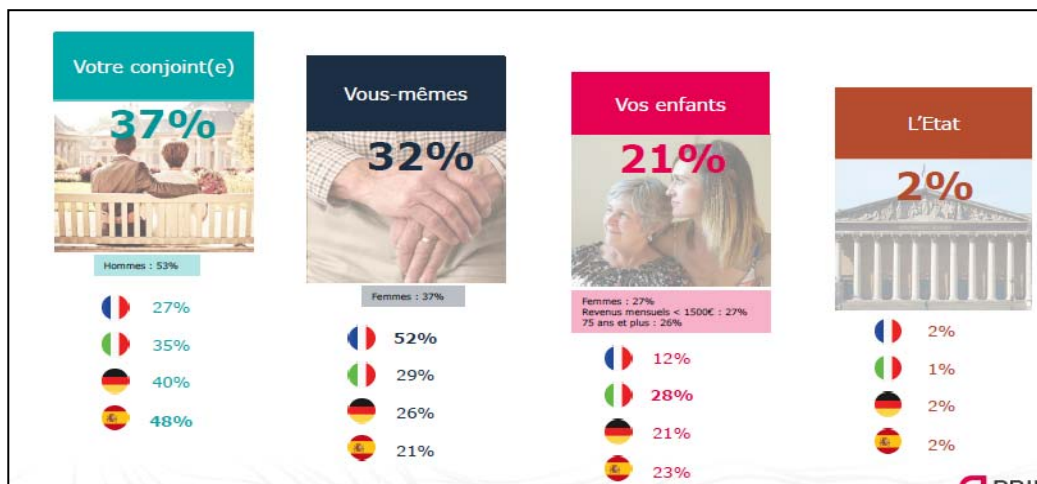 Votre conjoint(e)
37%
Hommes : 53%
27%
35%
40%
48%
Vous-mêmes
32%
Femmes : 37%
52%
29%
26%
21%
Vos enfants
21%
Femmes : 27%
Revenus mensuels < 1500€ : 27%
75 ans et plus : 26%
12%
28%
21%
23%
L'Etat
2%
2%
1%
2%
2%